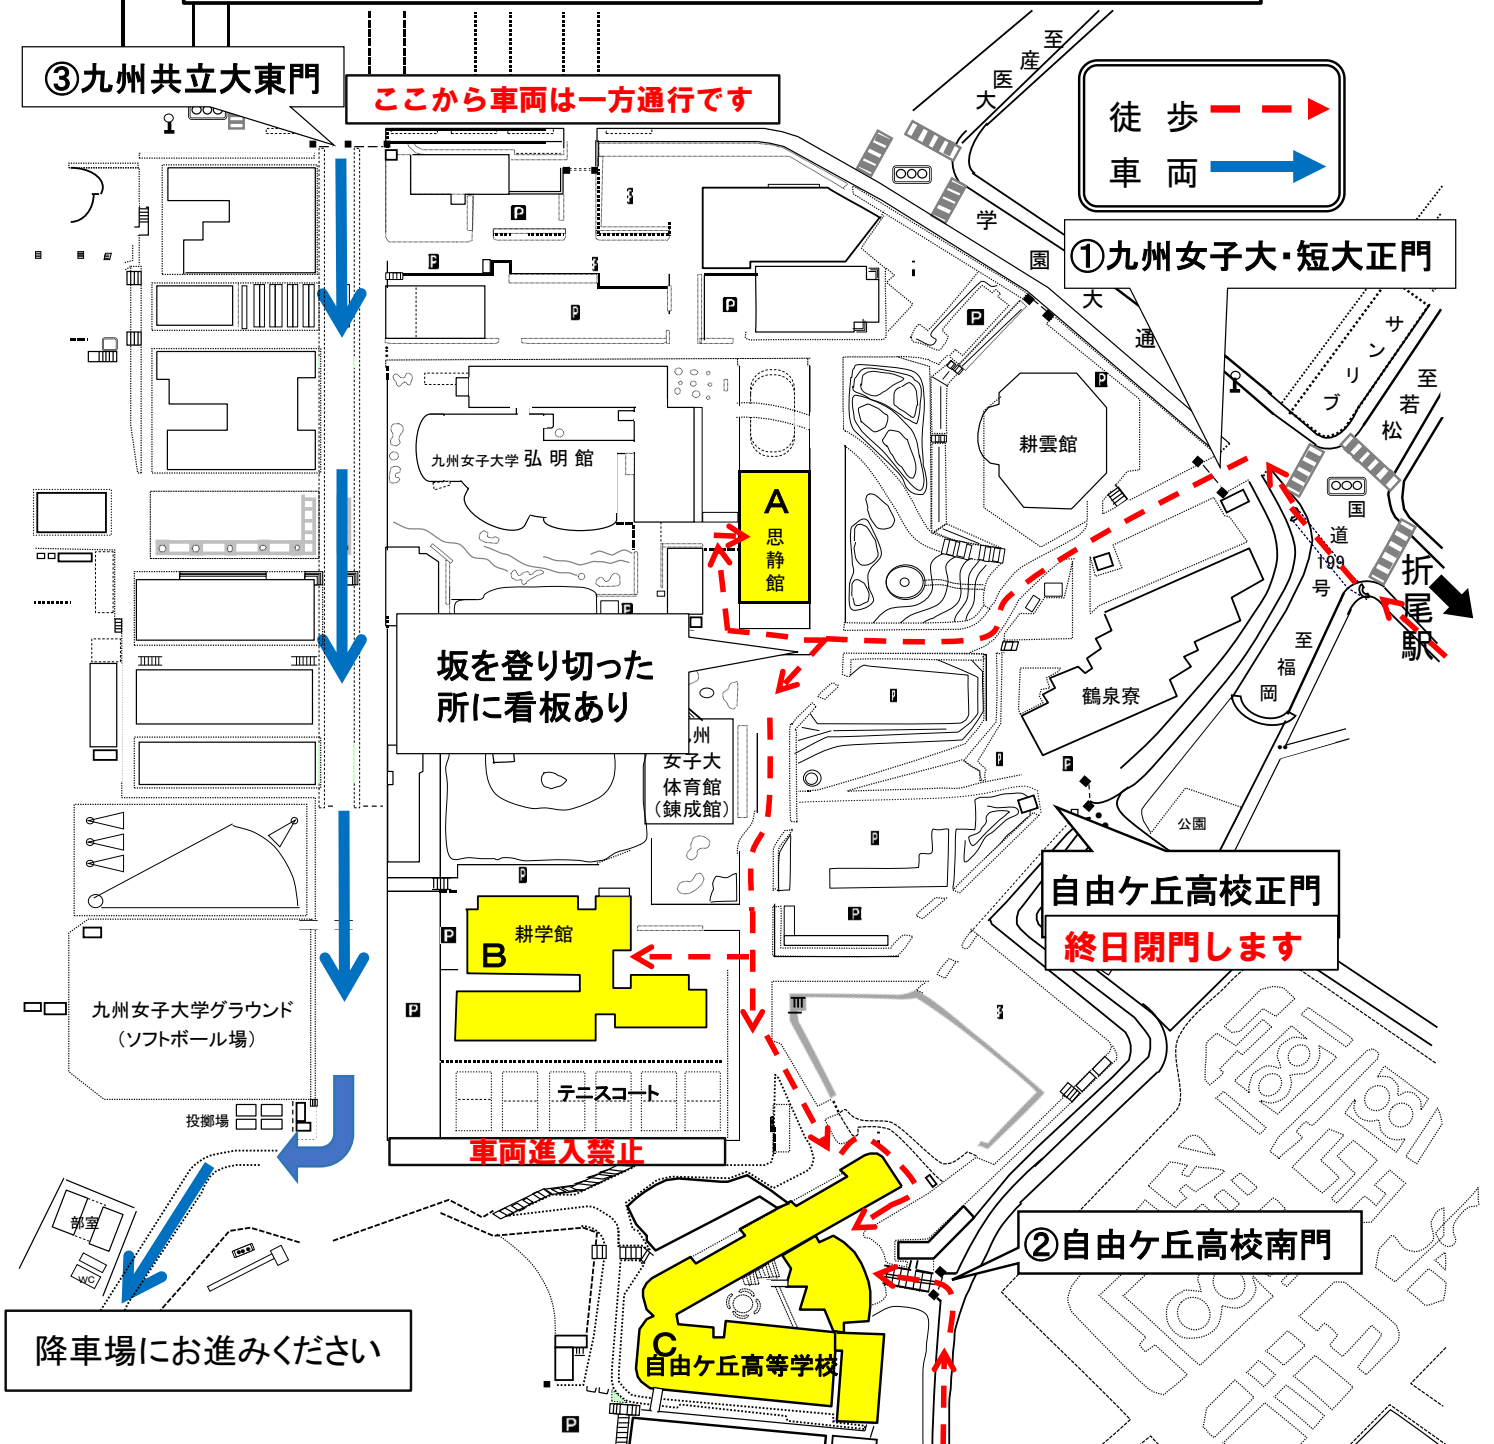 ③九州共立大東門
ここから車両は一方通行です
至
産
医
大
徒 歩
車 両
学
園
大
通
①九州女子大・短大正門
サ
ン
リ
ブ
至
若
松
P
P
P
P
P
P
P
耕雲館
九州女子大学 弘 明 館
A
思
静
館
国
道
199
号
折
尾
駅
至
福
岡
坂を登り切った
所に看板あり
州
女子大
体育館
(錬成館)
鶴泉寮
P
P
P
公園
P
P
自由ケ丘高校正門
終日閉門します
耕学館
B
P
P
P
九州女子大学グラウンド
(ソフトボール場)
テニスコート
投擲場
車両進入禁止
部室
WC
②自由ケ丘高校南門
降車場にお進みください
C
自由ケ丘高等学校
P